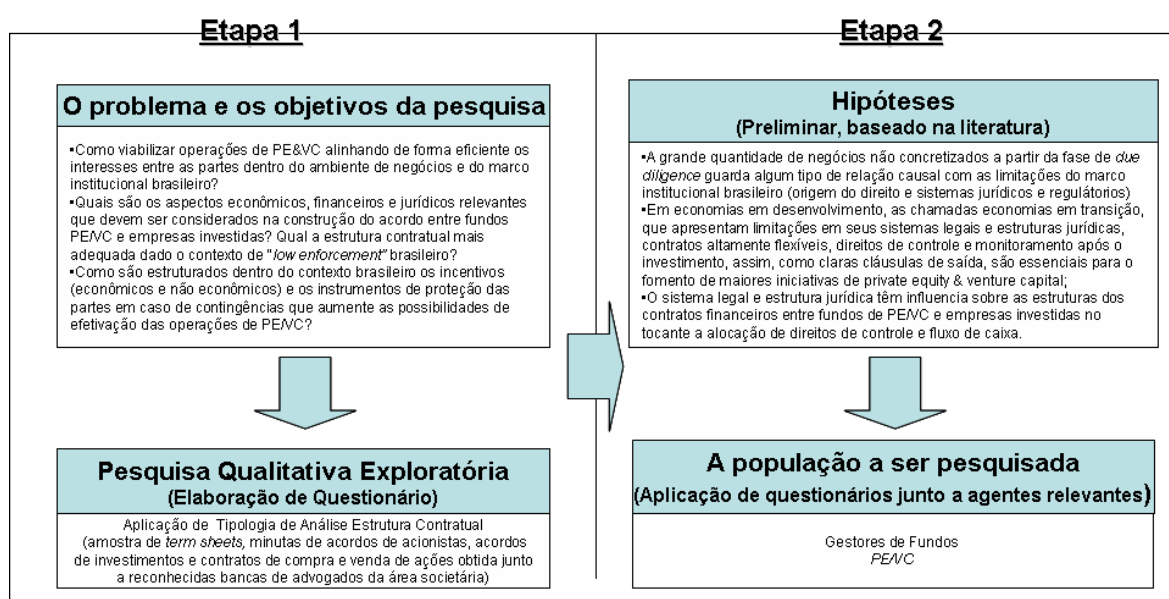 Etapa 1
O problema e os objetivos da pesquisa
•Como viabilizar operações de PE&VC alinhando de forma eficiente os
interesses entre as partes dentro do ambiente de negócios e do marco
institucional brasileiro?
•Quais são os aspectos econômicos, financeiros e jurídicos relevantes
que devem ser considerados na construção do acordo entre fundos
PE/VC e empresas investidas? Qual a estrutura contratual mais
adequada dado o contexto de "low enforcement" brasileiro?
•Como são estruturados dentro do contexto brasileiro os incentivos
(econômicos e não econômicos) e os instrumentos de proteção das
partes em caso de contingências que aumente as possibilidades de
efetivação das operações de PE/VC?
Pesquisa Qualitativa Exploratória
(Elaboração de Questionário)
Aplicação de Tipologia de Análise Estrutura Contratual
(amostra de term sheets, minutas de acordos de acionistas, acordos
de investimentos e contratos de compra e venda de ações obtida junto
a reconhecidas bancas de advogados da área societária)
Etapa 2
Hipóteses
(Preliminar, baseado na literatura)
•A grande quantidade de negócios não concretizados a partir da fase de due
diligence guarda algum tipo de relação causal com as limitações do marco
institucional brasileiro (origem do direito e sistemas jurídicos e regulátorios)
•Em economias em desenvolvimento, as chamadas economias em transição,
que apresentam limitações em seus sistemas legais e estruturas jurídicas,
contratos altamente flexíveis, direitos de controle e monitoramento após o
investimento, assim, como claras cláusulas de saída, são essenciais para o
fomento de maiores iniciativas de private equity & venture capital;
•O sistema legal e estrutura jurídica têm influencia sobre as estruturas dos
contratos financeiros entre fundos de PE/VC e empresas investidas no
tocante a alocação de direitos de controle e fluxo de caixa.
A população a ser pesquisada
(Aplicação de questionários junto a agentes relevantes)
Gestores de Fundos
PE/VC